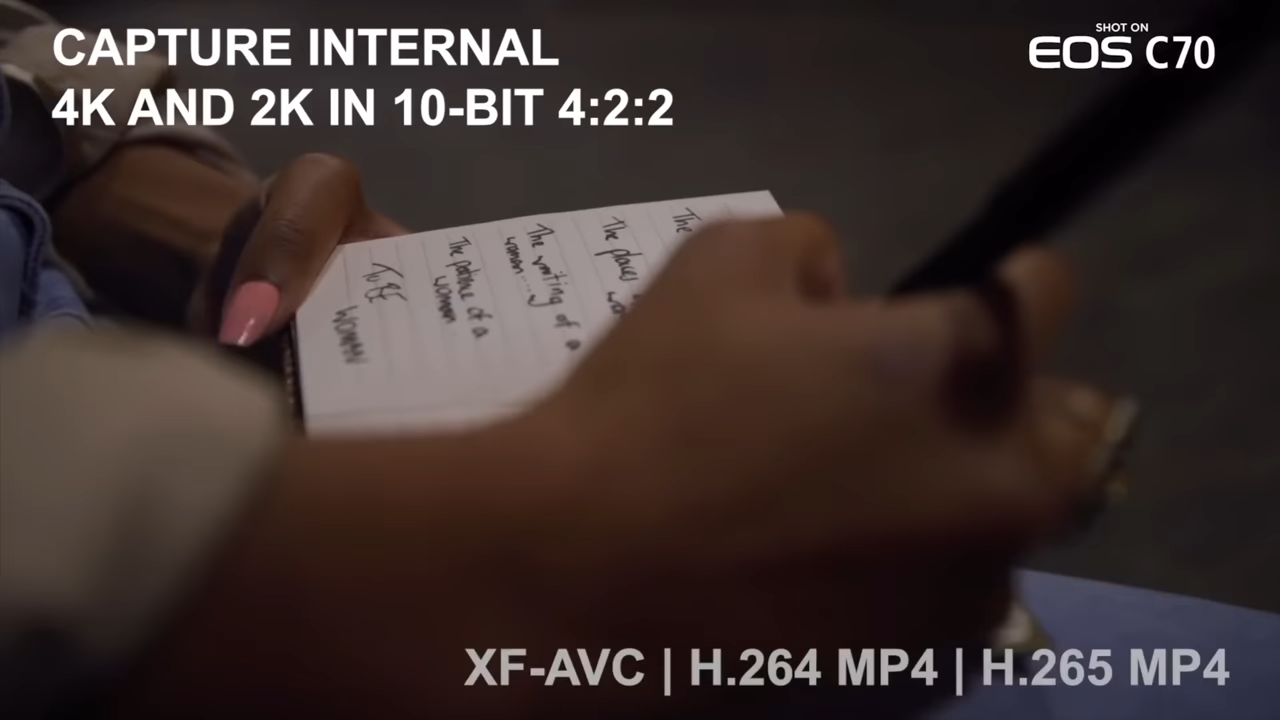 CAPTURE INTERNAL
4K AND 2K IN 10-BIT 4:2:2
SHOT ON
EOS C70
The
The places
The writing of a
woman....
The patience of a
woman
TO BE
WOMAN
XF-AVC | H.264 MP4 | H.265 MP4